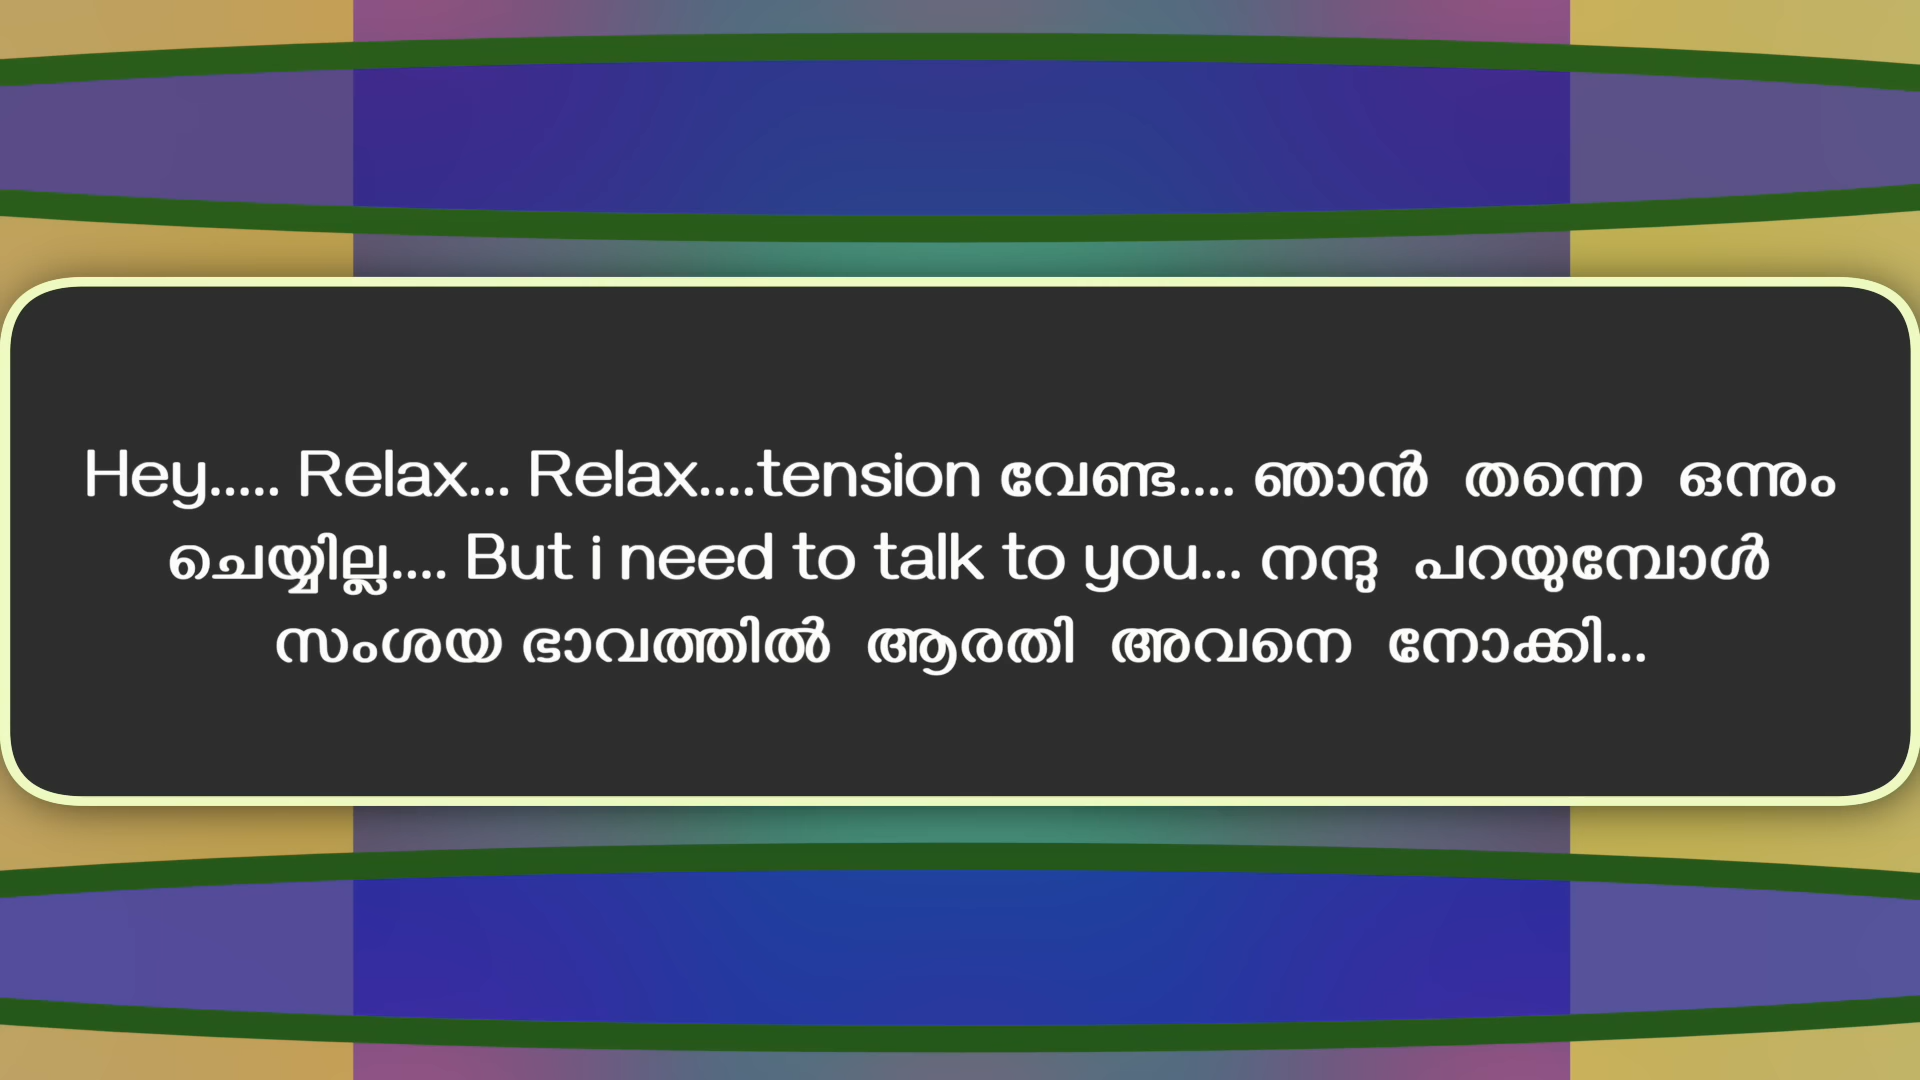 Hey..... Relax... Relax....tension വേണ്ട.... ഞാൻ തന്നെ ഒന്നും
ചെയ്യില്ല.... But i need to talk to you... നന്ദു പറയുമ്പോൾ
സംശയ ഭാവത്തിൽ ആരതി അവനെ നോക്കി...